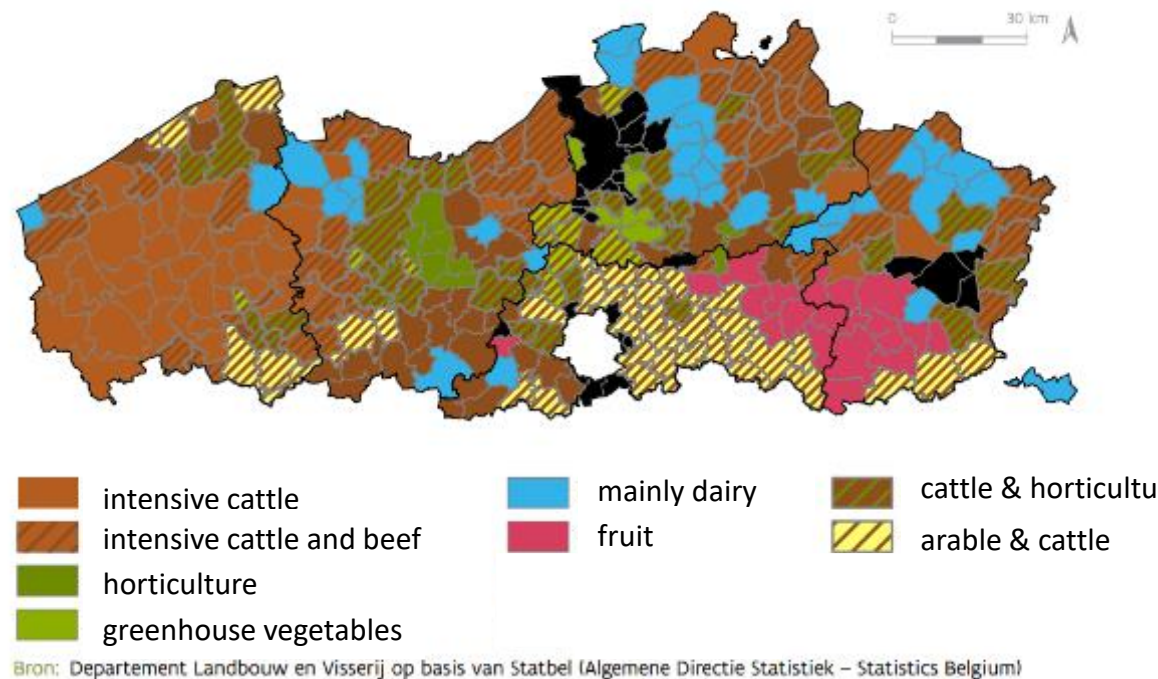 0 30 km
intensive cattle
mainly dairy
cattle & horticultu
intensive cattle and beef
fruit
arable & cattle
horticulture
greenhouse vegetables
Bron: Departement Landbouw en Visserij op basis van Statbel (Algemene Directie Statistiek – Statistics Belgium)